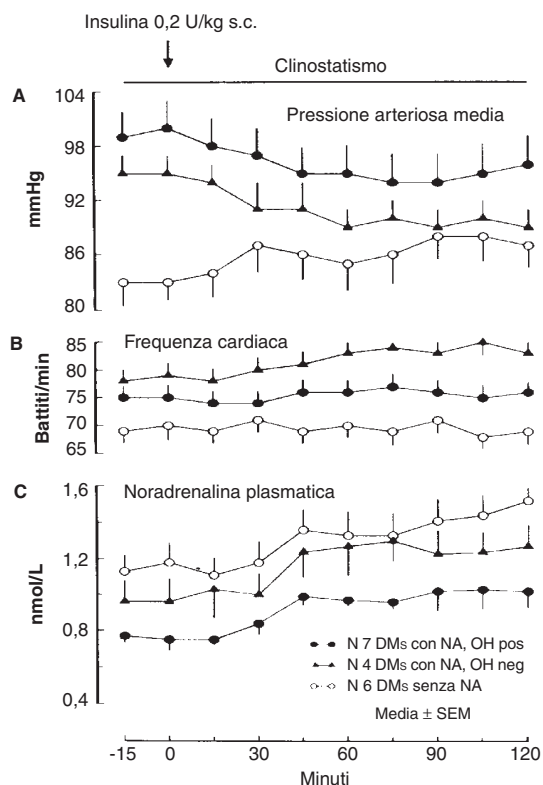 Insulina 0,2 U/kg s.c.
Clinostatismo
A
104
98
92
86
80
mmHg
Pressione arteriosa media
B
85
80
75
70
65
Battiti/min
Frequenza cardiaca
C
1,6
1,2
0,8
0,4
nmol/L
Noradrenalina plasmatica
N 7 DMs con NA, OH pos
N 4 DMs con NA, OH neg
N 6 DMs senza NA
Media ± SEM
-15 0 30 60 90 120
Minuti